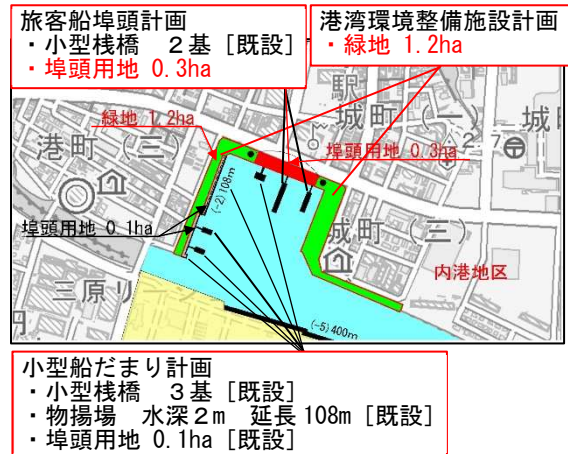 旅客船埠頭計画
・小型桟橋　２基 [既設]
・埠頭用地 0.3ha
港湾環境整備施設計画
・緑地 1.2ha
駅
城町（一）
城町
緑地 1.2ha
港町（三）
埠頭用地 0.3ha
27
(-2) 108m
埠頭用地 0.1ha
城町（三）
内港地区
三原リ
(-5) 400m
小型船だまり計画
・小型桟橋　３基 [既設]
・物揚場　水深２m　延長 108m [既設]
・埠頭用地 0.1ha [既設]